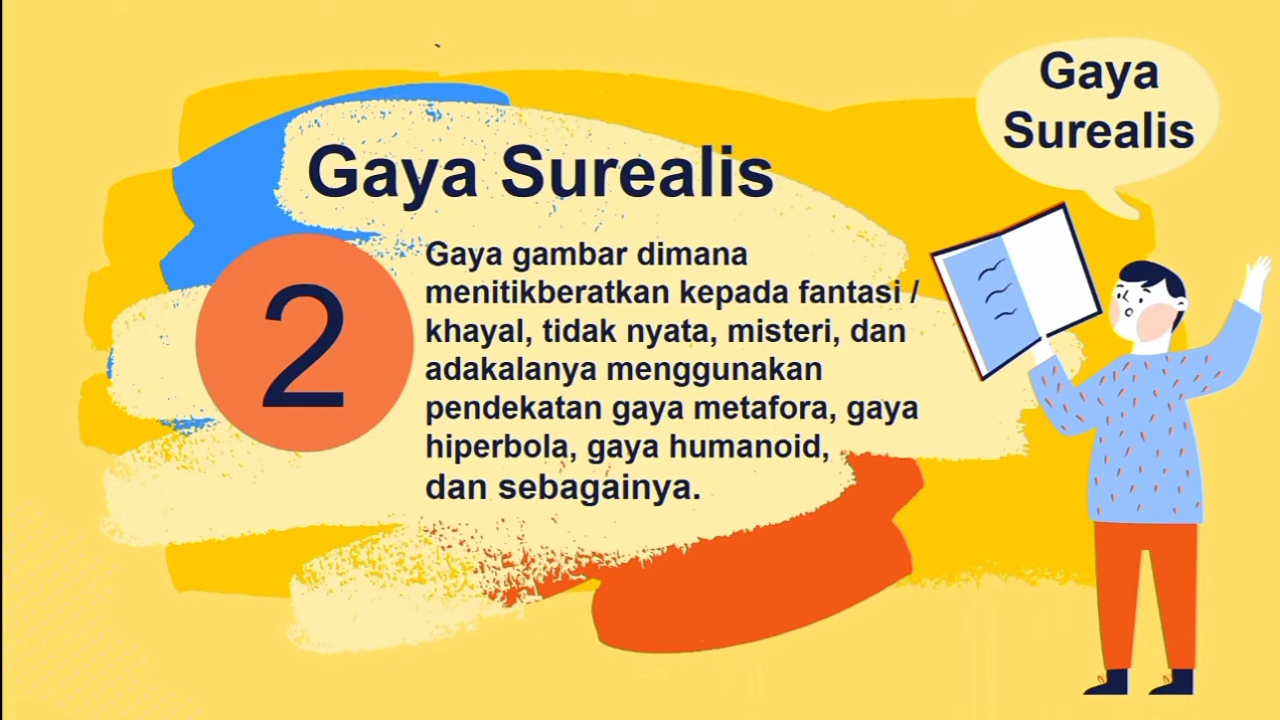 Gaya
Surealis
Gaya Surealis
2
Gaya gambar dimana
menitikberatkan kepada fantasi /
khayal, tidak nyata, misteri, dan
adakalanya menggunakan
pendekatan gaya metafora, gaya
hiperbola, gaya humanoid,
dan sebagainya.